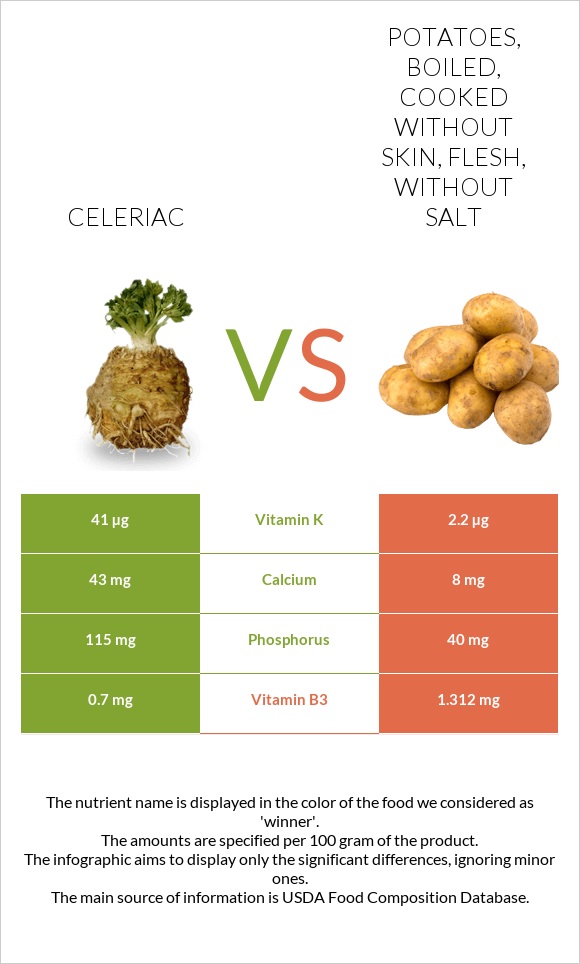 CELERIAC
POTATOES,
BOILED,
COOKED
WITHOUT
SKIN, FLESH,
WITHOUT
SALT
VS
41 µg Vitamin K 2.2 µg
43 mg Calcium 8 mg
115 mg Phosphorus 40 mg
0.7 mg Vitamin B3 1.312 mg
The nutrient name is displayed in the color of the food we considered as
'winner'.
The amounts are specified per 100 gram of the product.
The infographic aims to display only the significant differences, ignoring minor
ones.
The main source of information is USDA Food Composition Database.